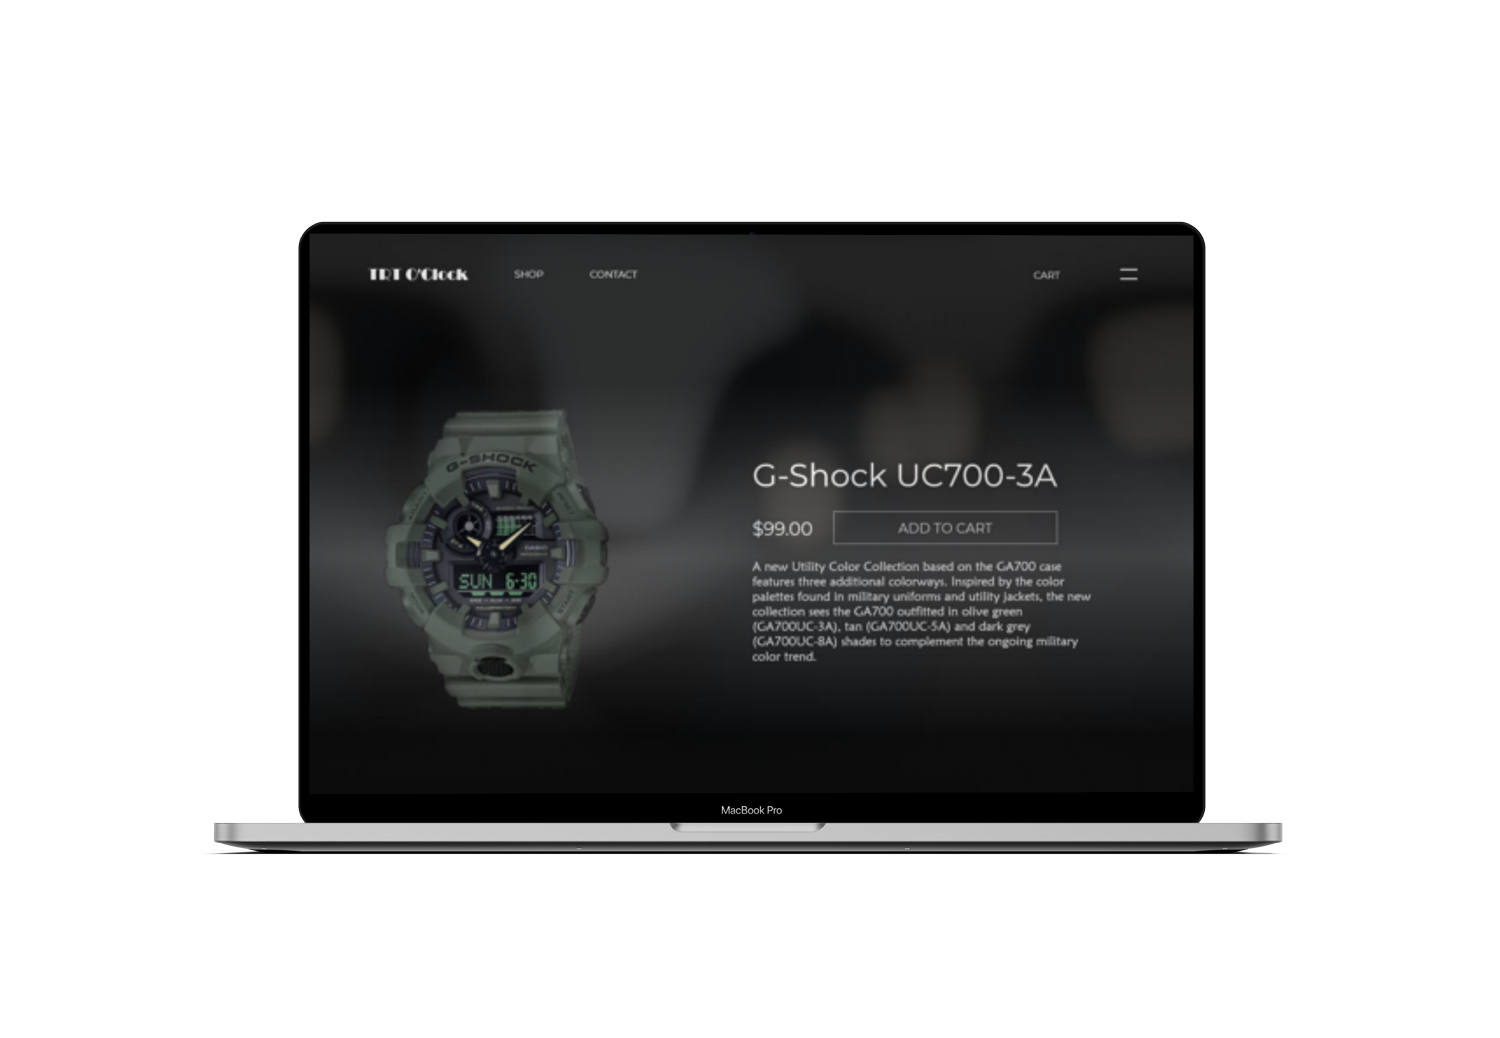 TRT O'Clock SHOP CONTACT CART
G-SHOCK
CASIO
SUN 6-30
G-Shock UC700-3A
$99.00 ADD TO CART
A new Utility Color Collection based on the GA700 case
features three additional colorways. Inspired by the color
palettes found in military uniforms and utility jackets, the new
collection sees the GA700 outfitted in olive green
(GA700UC-3A), tan (GA700UC-5A) and dark grey
(GA700UC-8A) shades to complement the ongoing military
color trend.
MacBook Pro